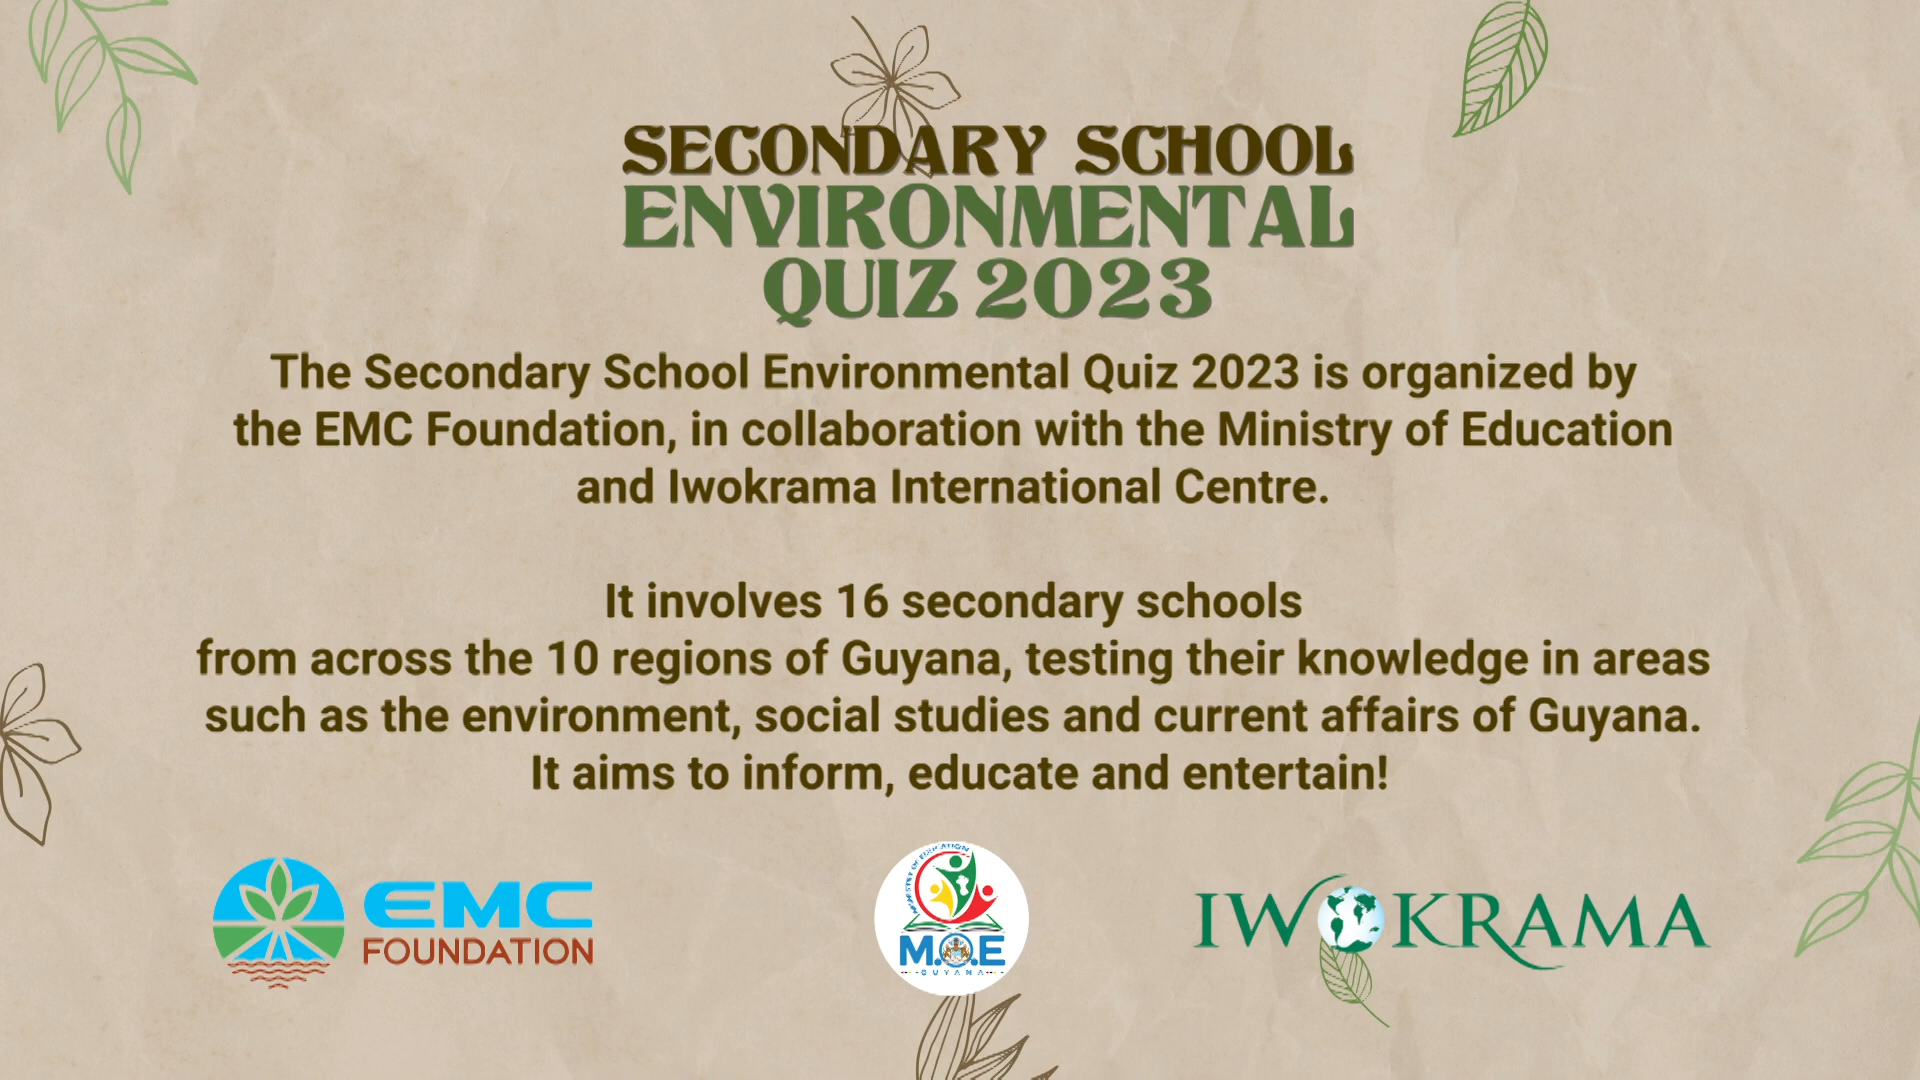 SECONDARY SCHOOL
ENVIRONMENTAL
QUIZ 2023
The Secondary School Environmental Quiz 2023 is organized by
the EMC Foundation, in collaboration with the Ministry of Education
and Iwokrama International Centre.
It involves 16 secondary schools
from across the 10 regions of Guyana, testing their knowledge in areas
such as the environment, social studies and current affairs of Guyana.
It aims to inform, educate and entertain!
EMC
FOUNDATION
MINISTRY OF EDUCATION
M.O.E
GUYANA
IWOKRAMA